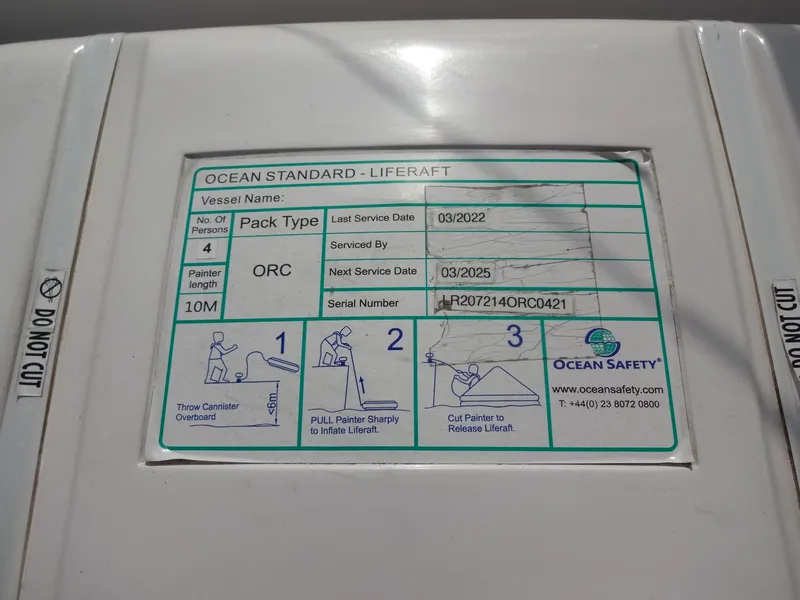 OCEAN STANDARD - LIFERAFT
Vessel Name:
No. Of
Persons
4
Pack Type
ORC
Painter
length
10M
Last Service Date
03/2022
Serviced By
Next Service Date
03/2025
Serial Number
LR207214ORC0421
1
Throw Cannister
Overboard
<6m
2
PULL Painter Sharply
to Inflate Liferaft.
3
Cut Painter to
Release Liferaft.
OCEAN SAFETY®
www.oceansafety.com
T: +44(0) 23 8072 0800
DO NOT CUT
DO NOT CUT